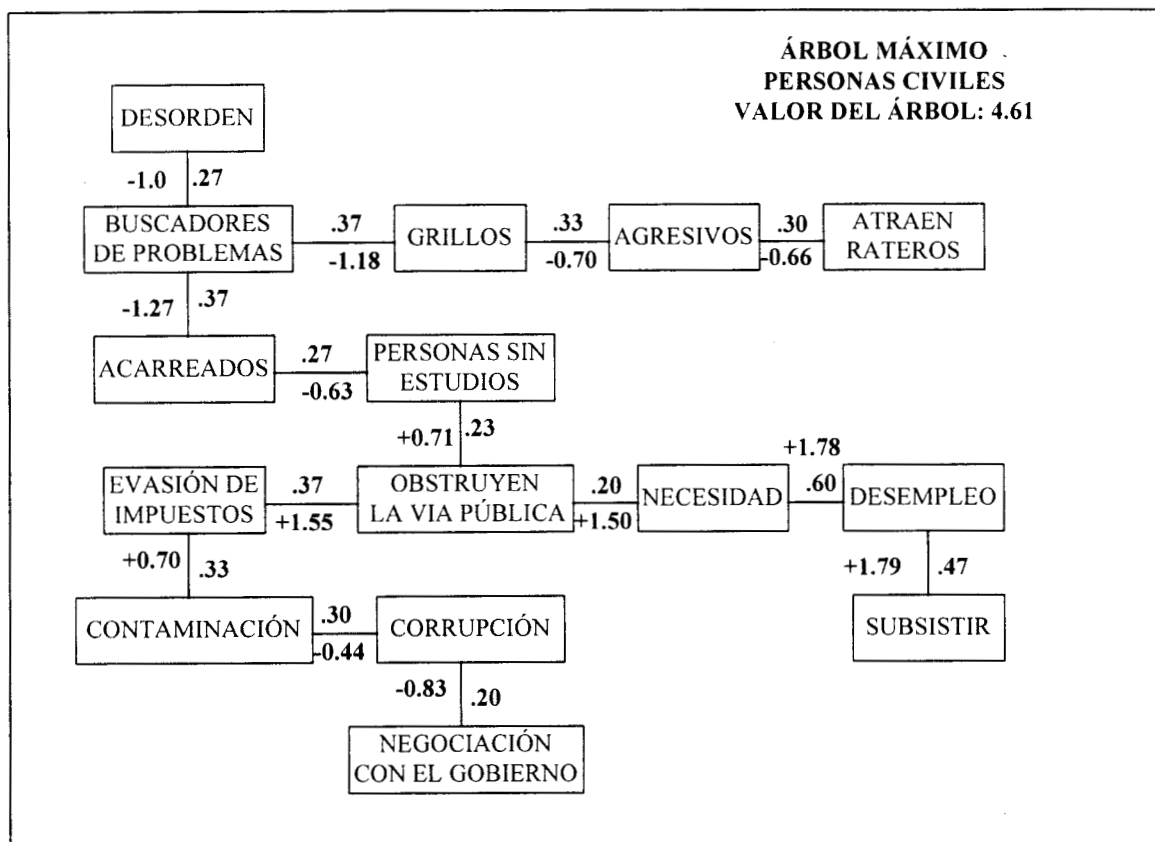 ÁRBOL MÁXIMO
PERSONAS CIVILES
VALOR DEL ÁRBOL: 4.61
DESORDEN
-1.0 .27
BUSCADORES
DE PROBLEMAS
.37
-1.18
GRILLOS
.33
-0.70
AGRESIVOS
.30
-0.66
ATRAEN
RATEROS
-1.27 .37
ACARREADOS
.27
-0.63
PERSONAS SIN
ESTUDIOS
+0.71 .23
EVASIÓN DE
IMPUESTOS
.37
+1.55
OBSTRUYEN
LA VIA PÚBLICA
.20
+1.50
NECESIDAD
+1.78
.60
DESEMPLEO
+0.70 .33
+1.79 .47
CONTAMINACIÓN
.30
-0.44
CORRUPCIÓN
SUBSISTIR
-0.83 .20
NEGOCIACIÓN
CON EL GOBIERNO